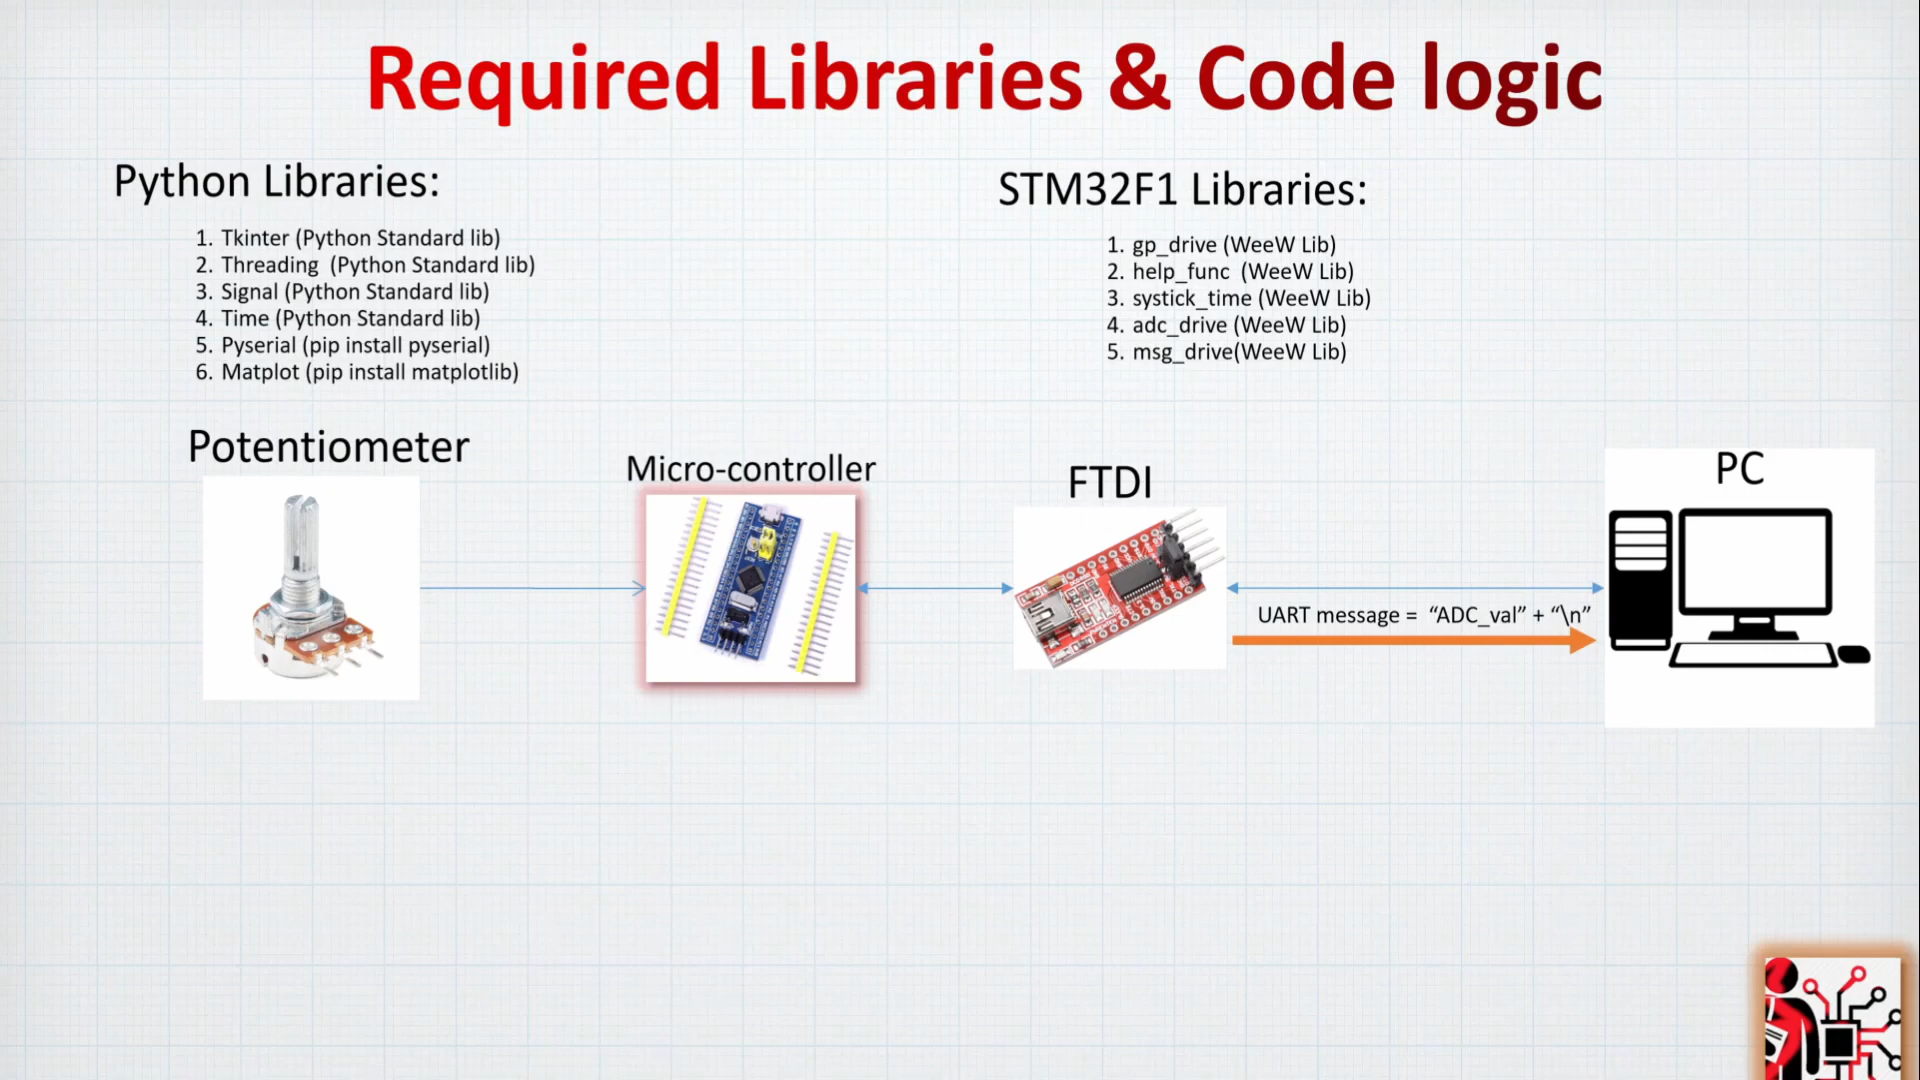 Required Libraries & Code logic
Python Libraries:
1. Tkinter (Python Standard lib)
2. Threading  (Python Standard lib)
3. Signal (Python Standard lib)
4. Time (Python Standard lib)
5. Pyserial (pip install pyserial)
6. Matplot (pip install matplotlib)
STM32F1 Libraries:
1. gp_drive (WeeW Lib)
2. help_func  (WeeW Lib)
3. systick_time (WeeW Lib)
4. adc_drive (WeeW Lib)
5. msg_drive(WeeW Lib)
Potentiometer
Micro-controller
FTDI
PC
UART message =  “ADC_val” + “\n”